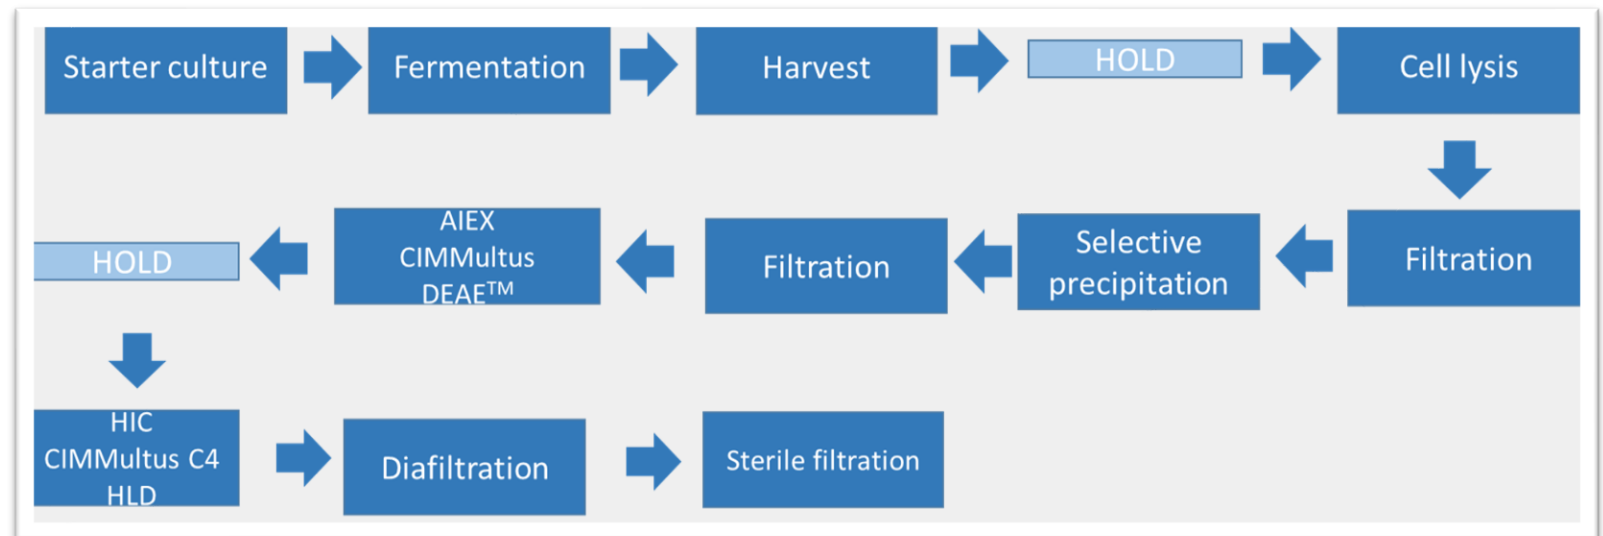 Starter culture
Fermentation
Harvest
HOLD
Cell lysis
Filtration
Selective
precipitation
Filtration
AIEX
CIMMultus
DEAE™
HOLD
HIC
CIMMultus C4
HLD
Diafiltration
Sterile filtration